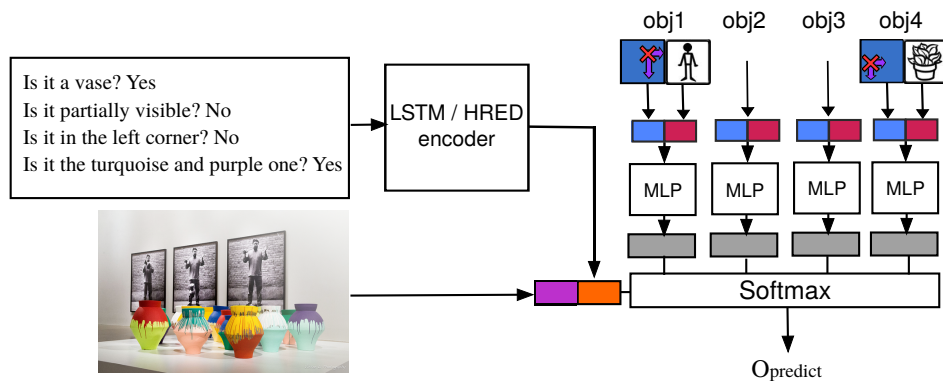 obj1 obj2 obj3 obj4
Is it a vase? Yes
Is it partially visible? No
Is it in the left corner? No
Is it the turquoise and purple one? Yes
LSTM / HRED
encoder
MLP MLP MLP MLP
Softmax
Opredict